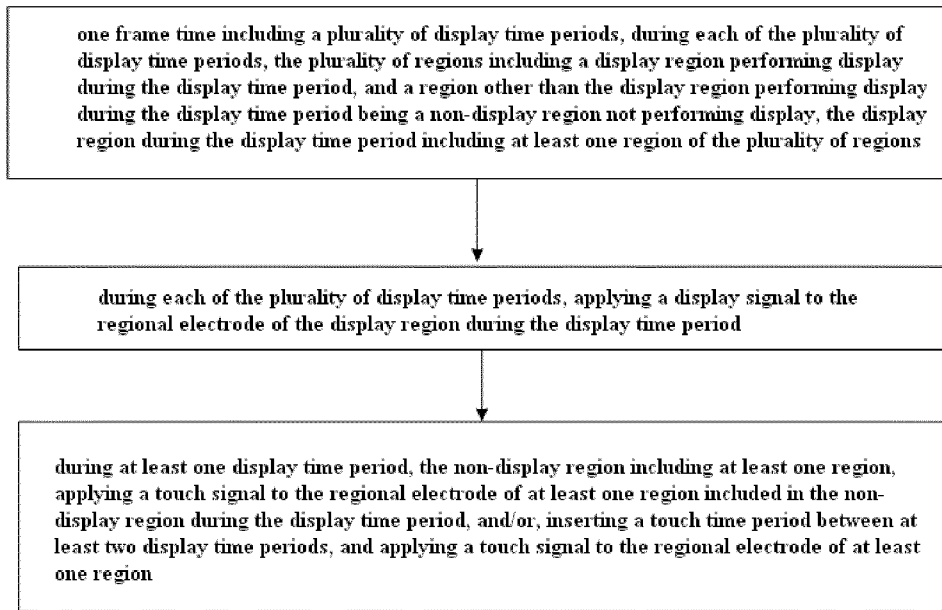 one frame time including a plurality of display time periods, during each of the plurality of
display time periods, the plurality of regions including a display region performing display
during the display time period, and a region other than the display region performing display
during the display time period being a non-display region not performing display, the display
region during the display time period including at least one region of the plurality of regions
during each of the plurality of display time periods, applying a display signal to the
regional electrode of the display region during the display time period
during at least one display time period, the non-display region including at least one region,
applying a touch signal to the regional electrode of at least one region included in the non-
display region during the display time period, and/or, inserting a touch time period between at
least two display time periods, and applying a touch signal to the regional electrode of at least
one region